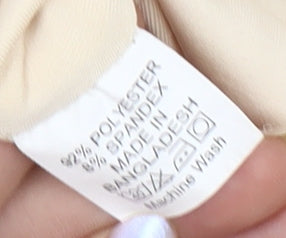 92% POLYESTER
8% SPANDEX
MADE IN
BANGLADESH
Machine Wash